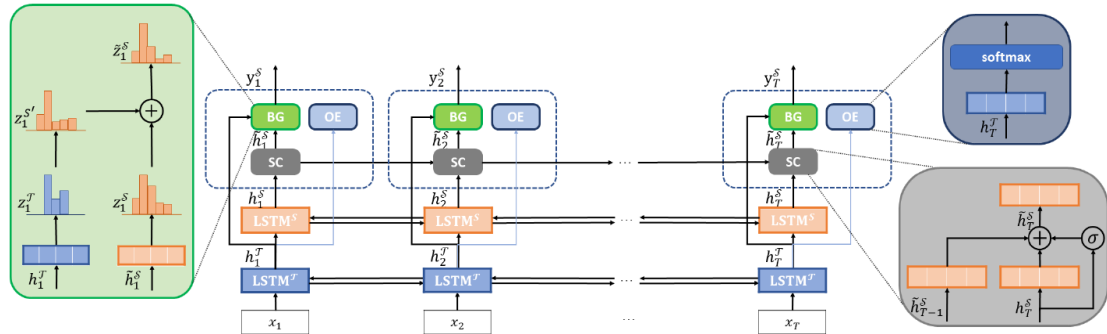 z̃₁^𝒮
z₁^𝒮′
z₁^𝒯
z₁^𝒮
h₁^𝒯
h̃₁^𝒮
y₁^𝒮
y₂^𝒮
y_T^𝒮
BG
OE
BG
OE
BG
OE
h̃₁^𝒮
h̃₂^𝒮
h̃_T^𝒮
SC
SC
...
SC
h₁^𝒮
h₂^𝒮
h_T^𝒮
LSTM^𝒮
LSTM^𝒮
...
LSTM^𝒮
h₁^𝒯
h₂^𝒯
h_T^𝒯
LSTM^𝒯
LSTM^𝒯
...
LSTM^𝒯
x₁
x₂
...
x_T
softmax
h_T^𝒯
h̃_T^𝒮
+
σ
h̃_{T−1}^𝒮
h_T^𝒮